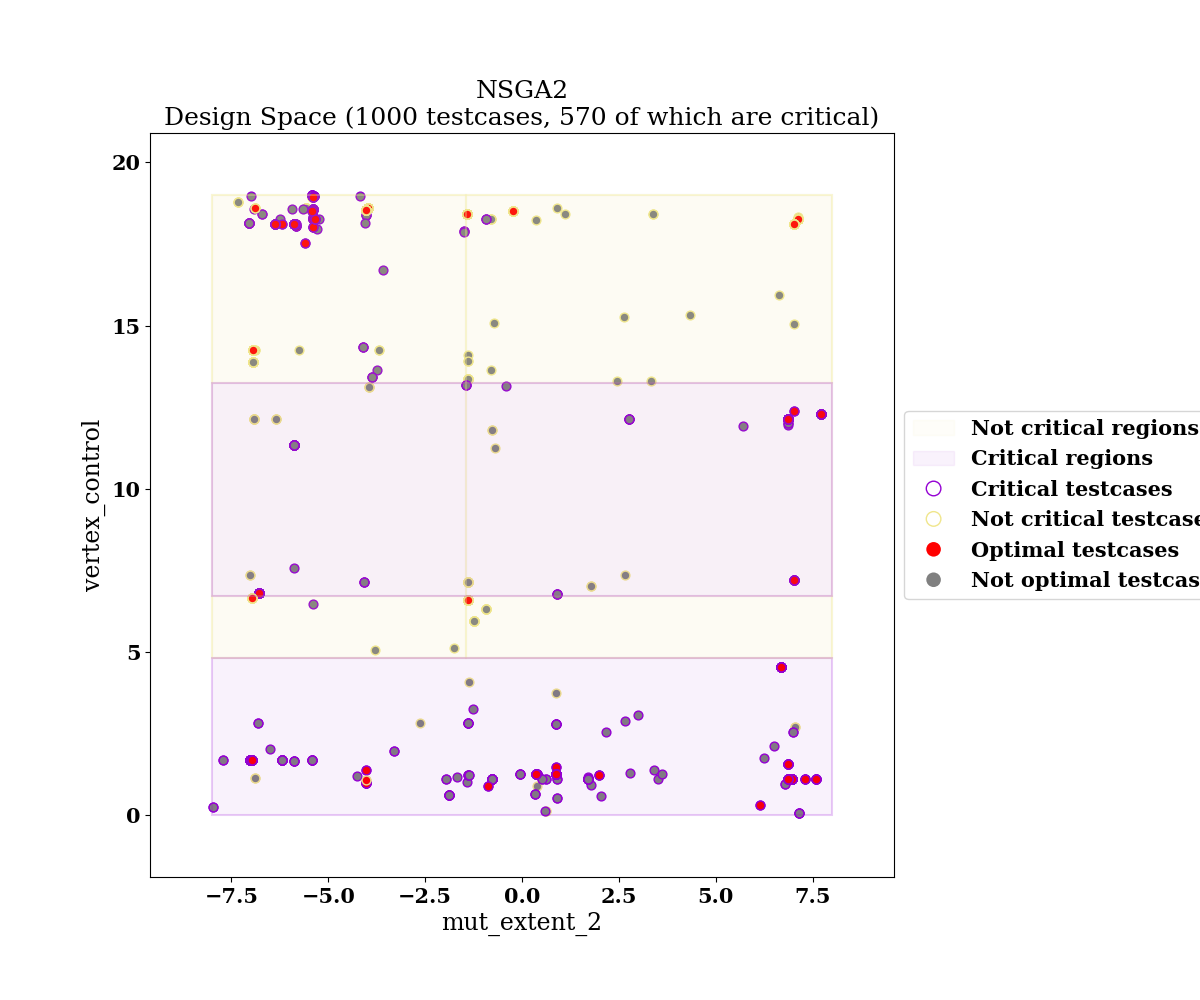 NSGA2
Design Space (1000 testcases, 570 of which are critical)
20
15
10
5
0
vertex_control
−7.5 −5.0 −2.5 0.0 2.5 5.0 7.5
mut_extent_2
Not critical regions
Critical regions
Critical testcases
Not critical testcase
Optimal testcases
Not optimal testcas